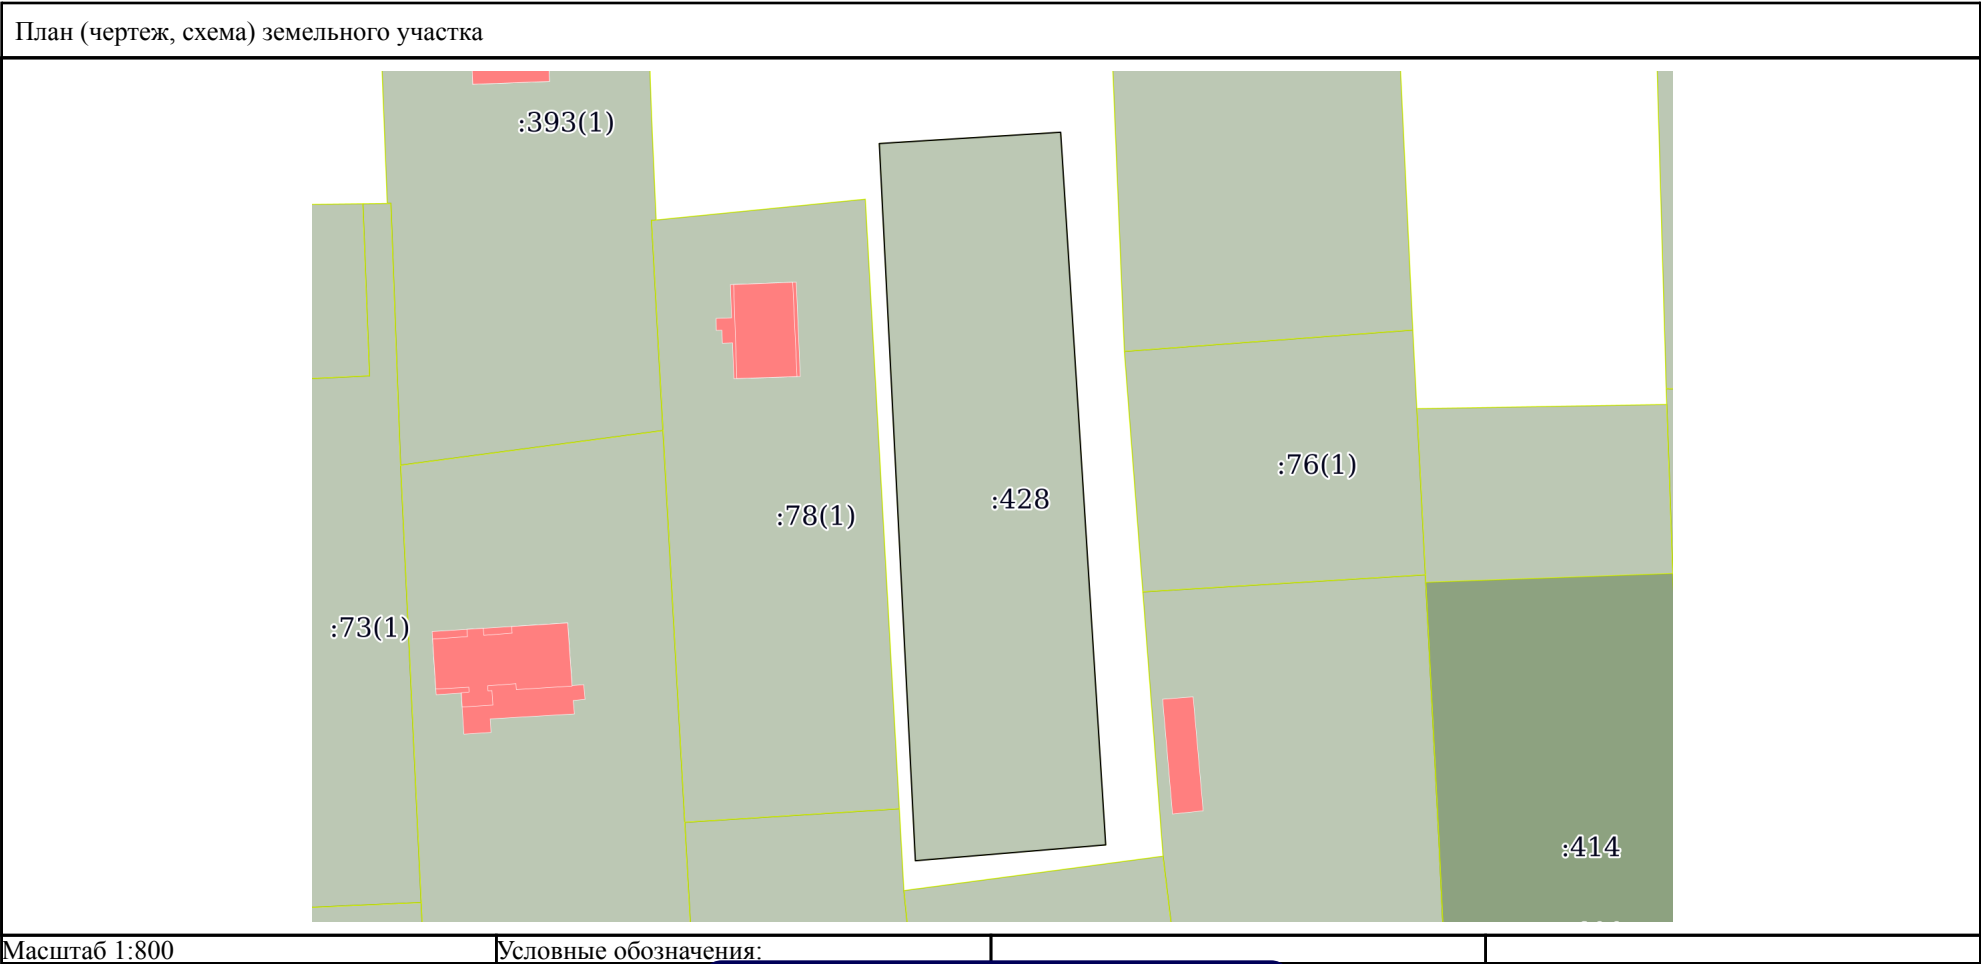 План (чертеж, схема) земельного участка
:393(1)
:76(1)
:428
:78(1)
:73(1)
:414
Масштаб 1:800
Условные обозначения: